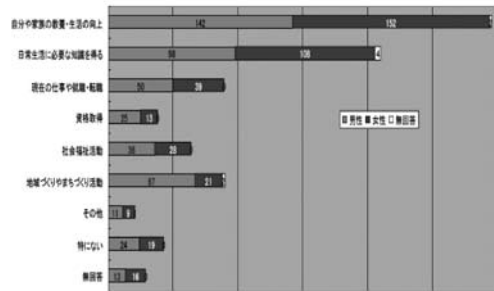 自分や家族の教養・生活の向上 142 152
日常生活に必要な知識を得る 98 108 4
現在の仕事や就職・転職 50 39
資格取得 25 13
社会福祉活動 36 28
地域づくりやまちづくり活動 67 21
その他 11 9
特にない 24 19
無回答 13 16
男性 女性 無回答